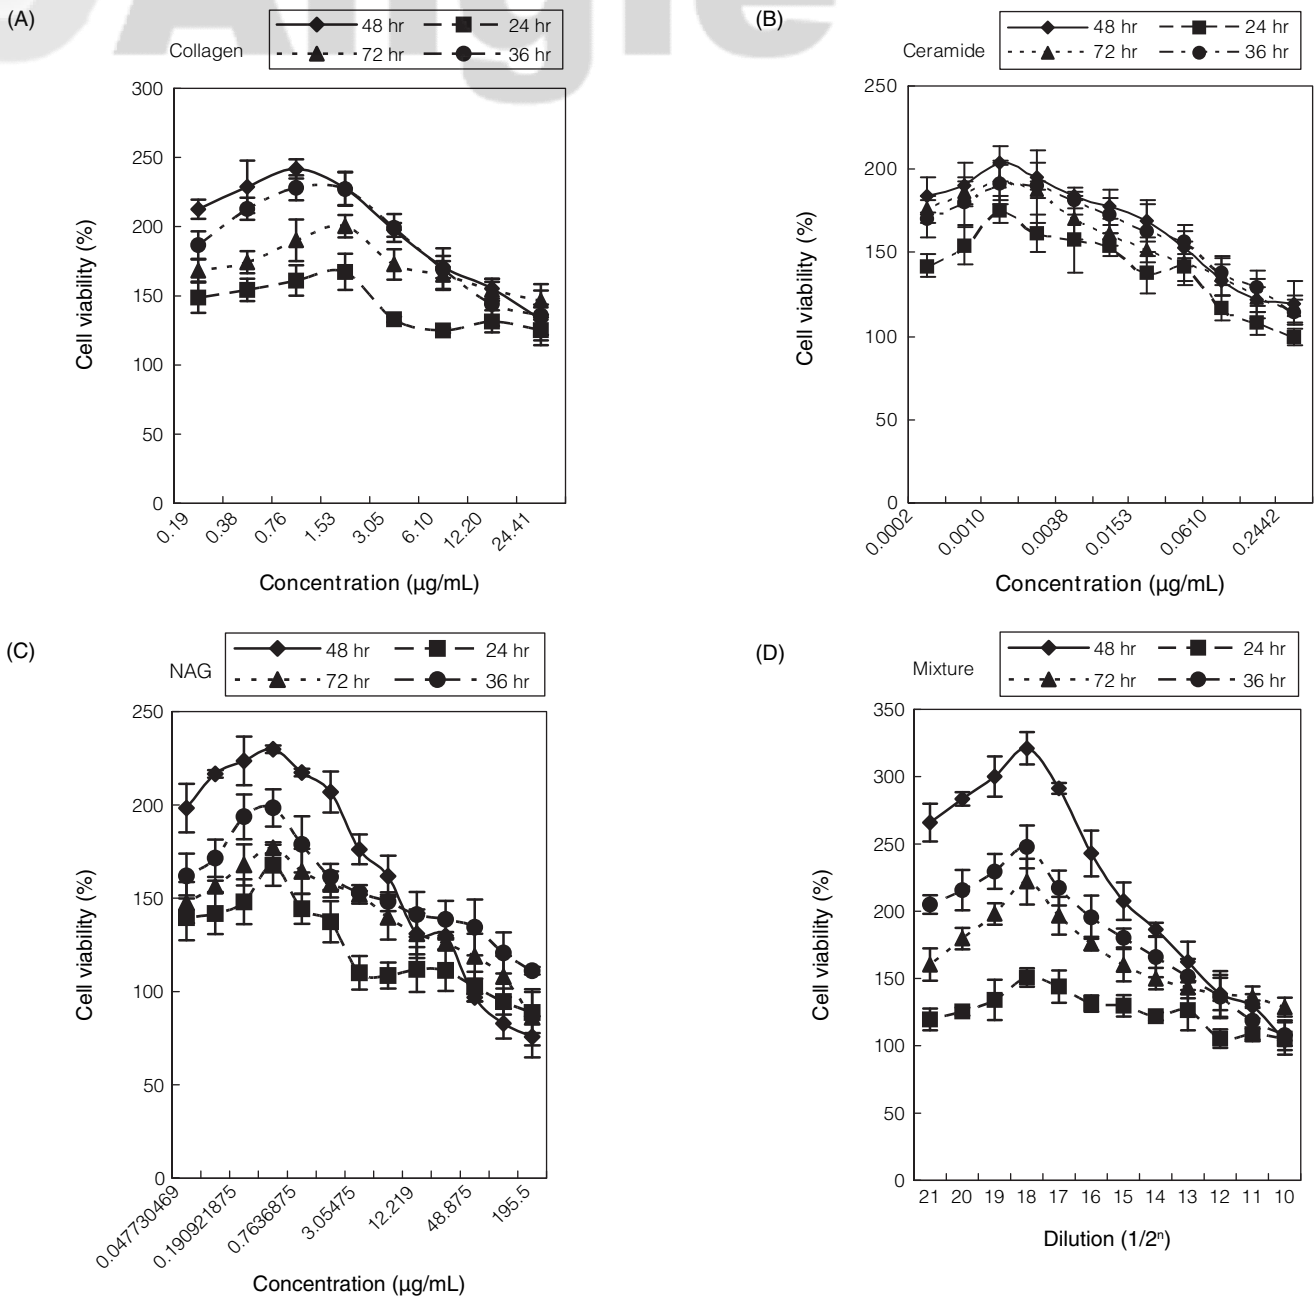 (A)
Collagen
48 hr
24 hr
72 hr
36 hr
300
250
200
150
100
50
0
Cell viability (%)
0.19
0.38
0.76
1.53
3.05
6.10
12.20
24.41
Concentration (μg/mL)
(B)
Ceramide
48 hr
24 hr
72 hr
36 hr
250
200
150
100
50
0
Cell viability (%)
0.0002
0.0010
0.0038
0.0153
0.0610
0.2442
Concentration (μg/mL)
(C)
NAG
48 hr
24 hr
72 hr
36 hr
250
200
150
100
50
0
Cell viability (%)
0.047730469
0.190921875
0.7636875
3.05475
12.219
48.875
195.5
Concentration (μg/mL)
(D)
Mixture
48 hr
24 hr
72 hr
36 hr
350
300
250
200
150
100
50
0
Cell viability (%)
21 20 19 18 17 16 15 14 13 12 11 10
Dilution (1/2ⁿ)